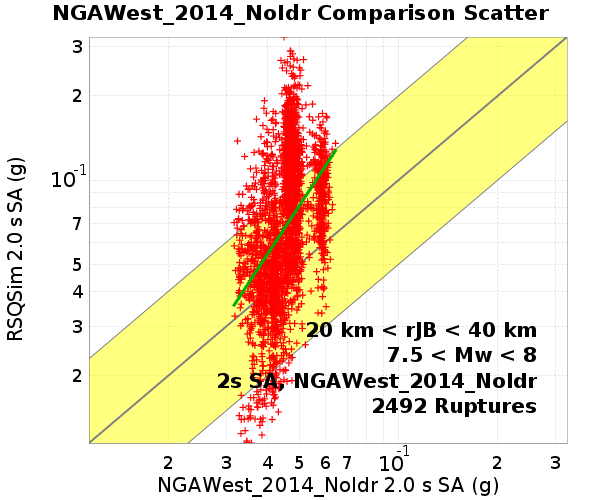 NGAWest_2014_NoIdr Comparison Scatter
RSQSim 2.0 s SA (g)
3
2
10-1
7
5
4
3
2
20 km < rJB < 40 km
7.5 < Mw < 8
2s SA, NGAWest_2014_NoIdr
2492 Ruptures
2 3 4 5 6 7 10-1 2 3
NGAWest_2014_NoIdr 2.0 s SA (g)